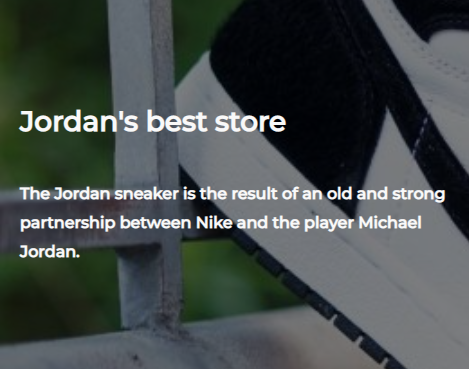 Jordan's best store
The Jordan sneaker is the result of an old and strong
partnership between Nike and the player Michael
Jordan.